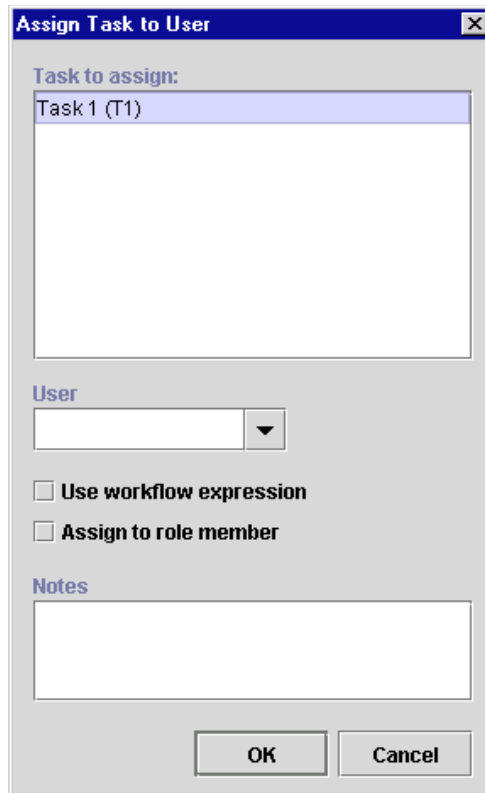 Assign Task to User
Task to assign:
Task 1 (T1)
User
Use workflow expression
Assign to role member
Notes
OK Cancel